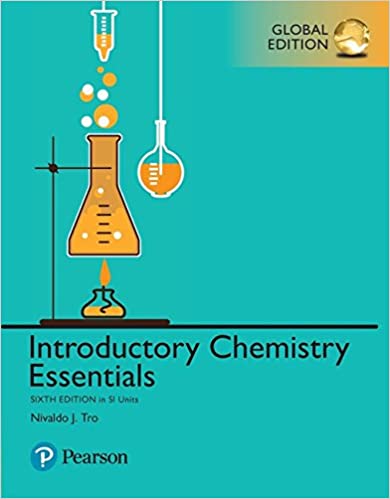 GLOBAL
EDITION
Introductory Chemistry
Essentials
SIXTH EDITION in SI Units
Nivaldo J. Tro
P Pearson